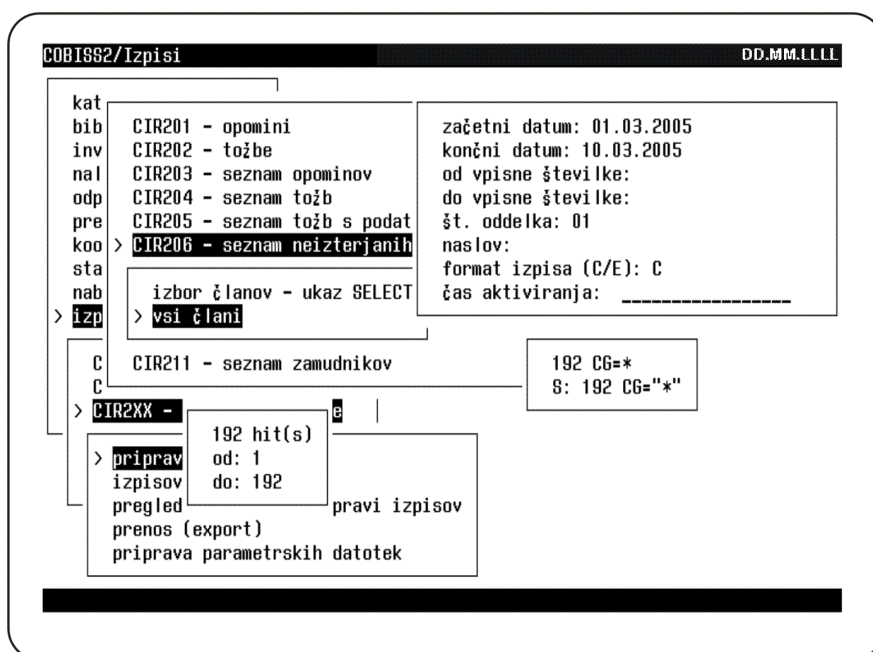 COBISS2/Izpisi DD.MM.LLLL
kat
bib
inv
nal
odp
pre
koo
sta
nab
> izp
CIR201 - opomini
CIR202 - tožbe
CIR203 - seznam opominov
CIR204 - seznam tožb
CIR205 - seznam tožb s podat
> CIR206 - seznam neizterjanih
izbor članov - ukaz SELECT
> vsi člani
CIR211 - seznam zamudnikov
začetni datum: 01.03.2005
končni datum: 10.03.2005
od vpisne številke:
do vpisne številke:
št. oddelka: 01
naslov:
format izpisa (C/E): C
čas aktiviranja: _________________
192 CG=*
S: 192 CG="*"
C
C
> CIR2XX - e
192 hit(s)
od: 1
do: 192
> priprav
izpisov
pregled pravi izpisov
prenos (export)
priprava parametrskih datotek